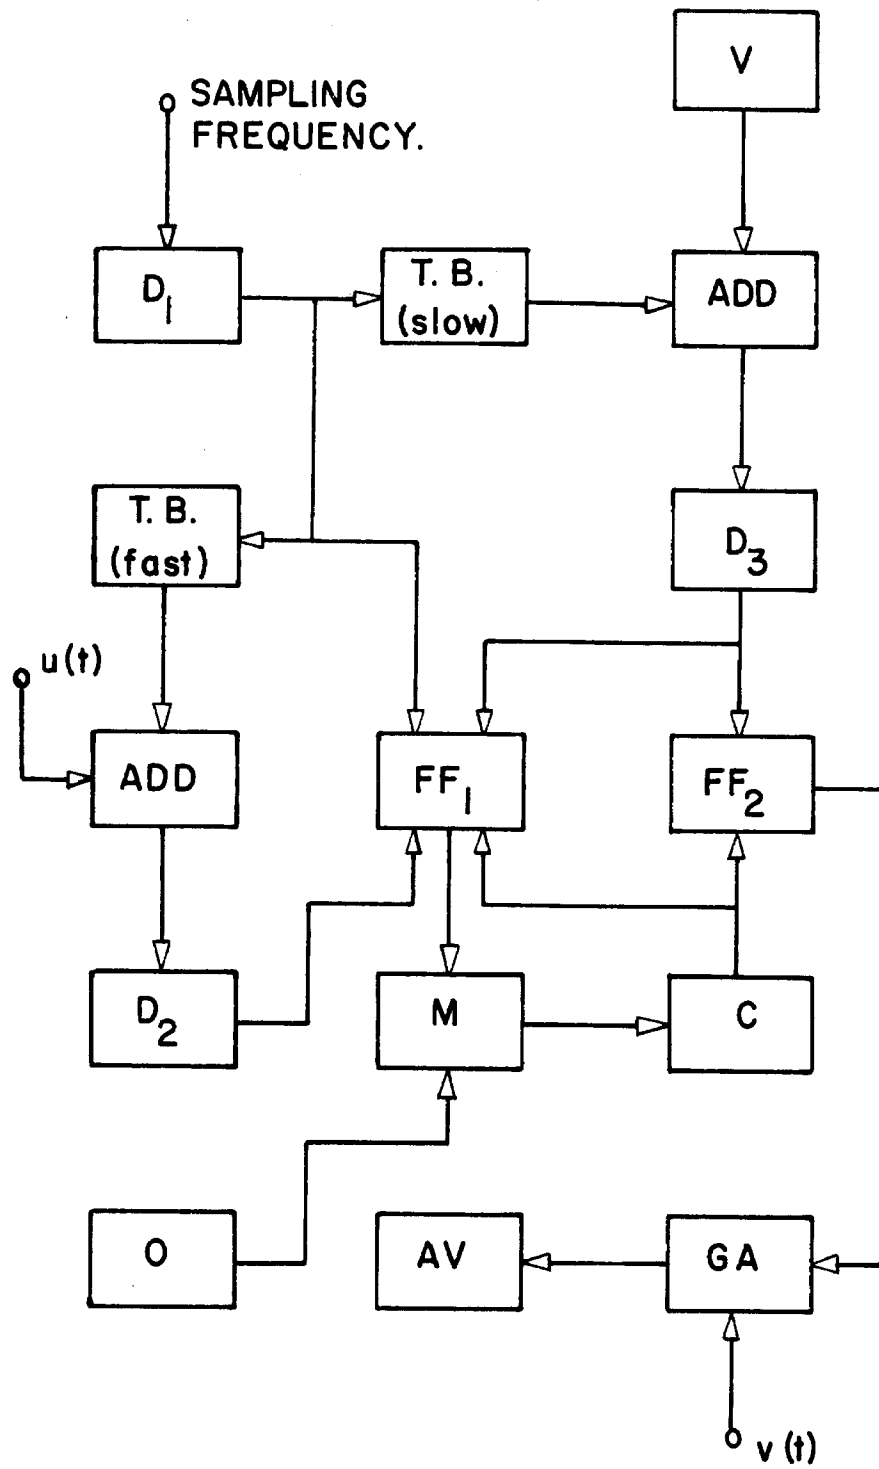 V
SAMPLING
FREQUENCY.
D1
T. B.
(slow)
ADD
T. B.
(fast)
D3
u(t)
ADD
FF1
FF2
D2
M
C
O
AV
GA
v(t)